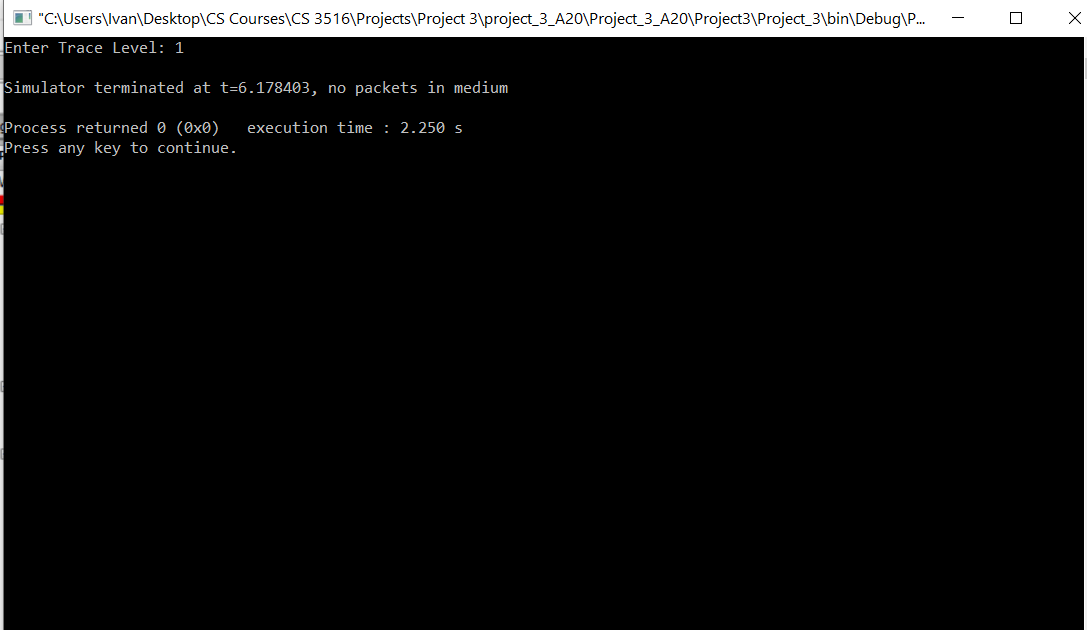 "C:\Users\Ivan\Desktop\CS Courses\CS 3516\Projects\Project 3\project_3_A20\Project_3_A20\Project3\Project_3\bin\Debug\P...
Enter Trace Level: 1
Simulator terminated at t=6.178403, no packets in medium
Process returned 0 (0x0)   execution time : 2.250 s
Press any key to continue.